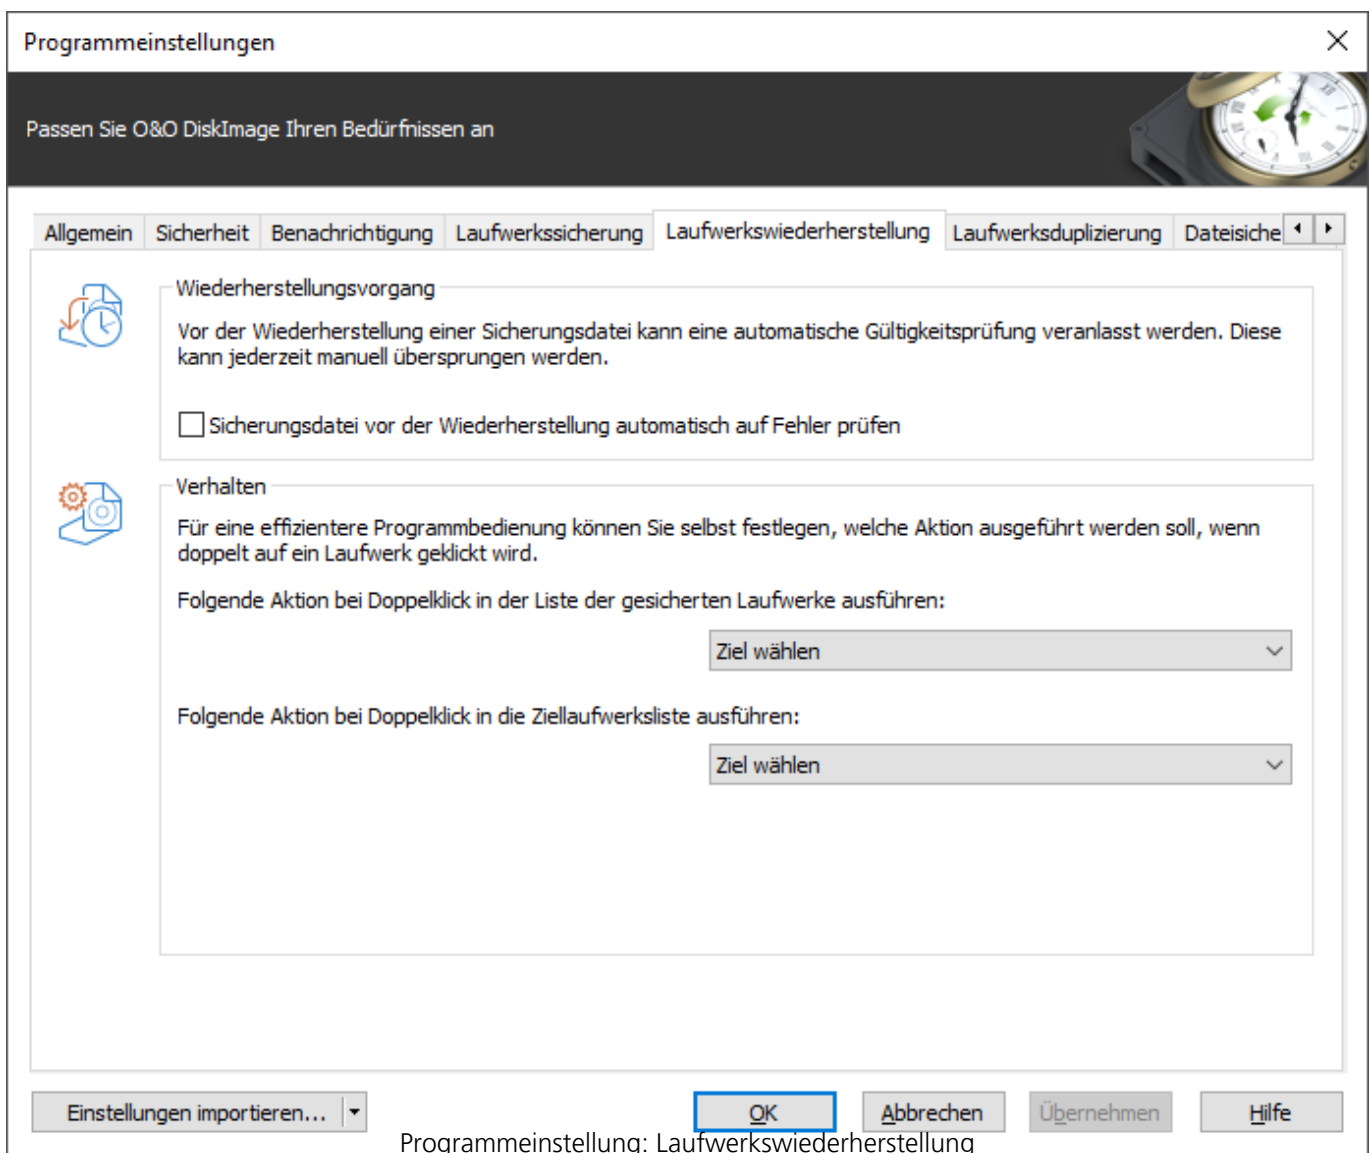 Programmeinstellungen
Passen Sie O&O DiskImage Ihren Bedürfnissen an
Allgemein Sicherheit Benachrichtigung Laufwerkssicherung Laufwerkswiederherstellung Laufwerksduplizierung Dateisiche
Wiederherstellungsvorgang
Vor der Wiederherstellung einer Sicherungsdatei kann eine automatische Gültigkeitsprüfung veranlasst werden. Diese
kann jederzeit manuell übersprungen werden.
Sicherungsdatei vor der Wiederherstellung automatisch auf Fehler prüfen
Verhalten
Für eine effizientere Programmbedienung können Sie selbst festlegen, welche Aktion ausgeführt werden soll, wenn
doppelt auf ein Laufwerk geklickt wird.
Folgende Aktion bei Doppelklick in der Liste der gesicherten Laufwerke ausführen:
Ziel wählen
Folgende Aktion bei Doppelklick in die Ziellaufwerksliste ausführen:
Ziel wählen
Einstellungen importieren... OK Abbrechen Übernehmen Hilfe
Programmeinstellung: Laufwerkswiederherstellung